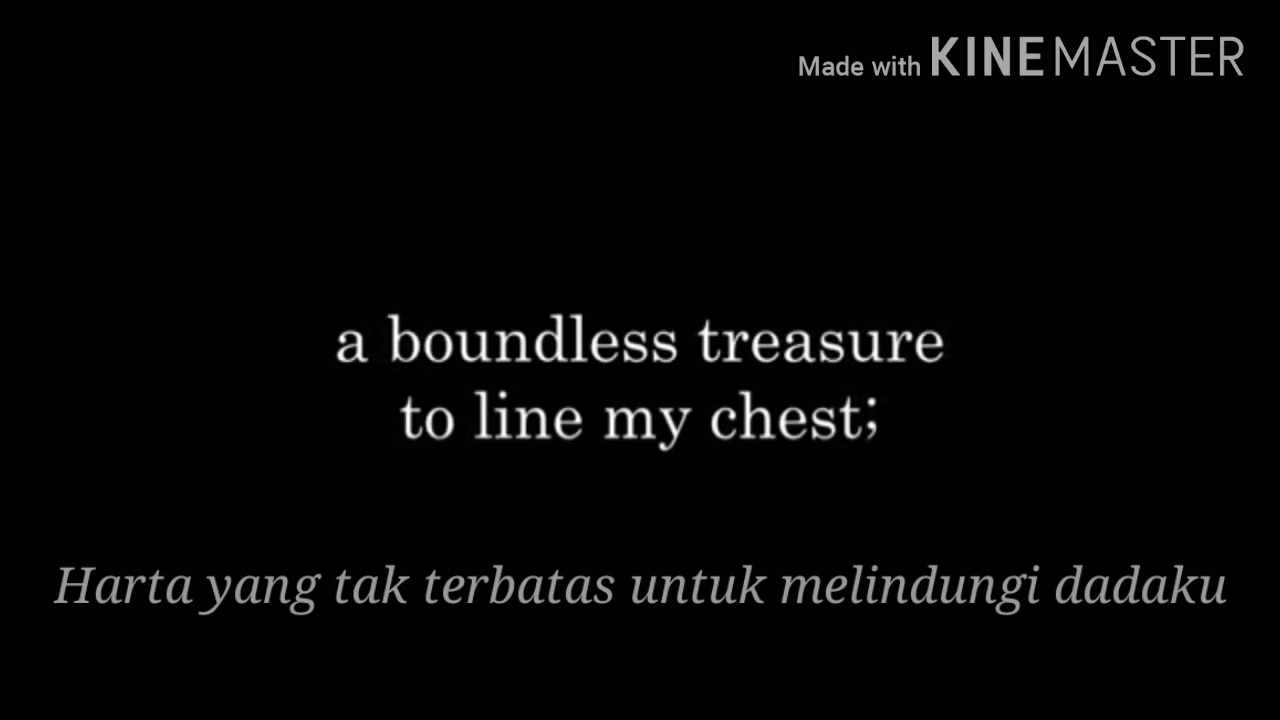 Made with KINEMASTER
a boundless treasure
to line my chest;
Harta yang tak terbatas untuk melindungi dadaku